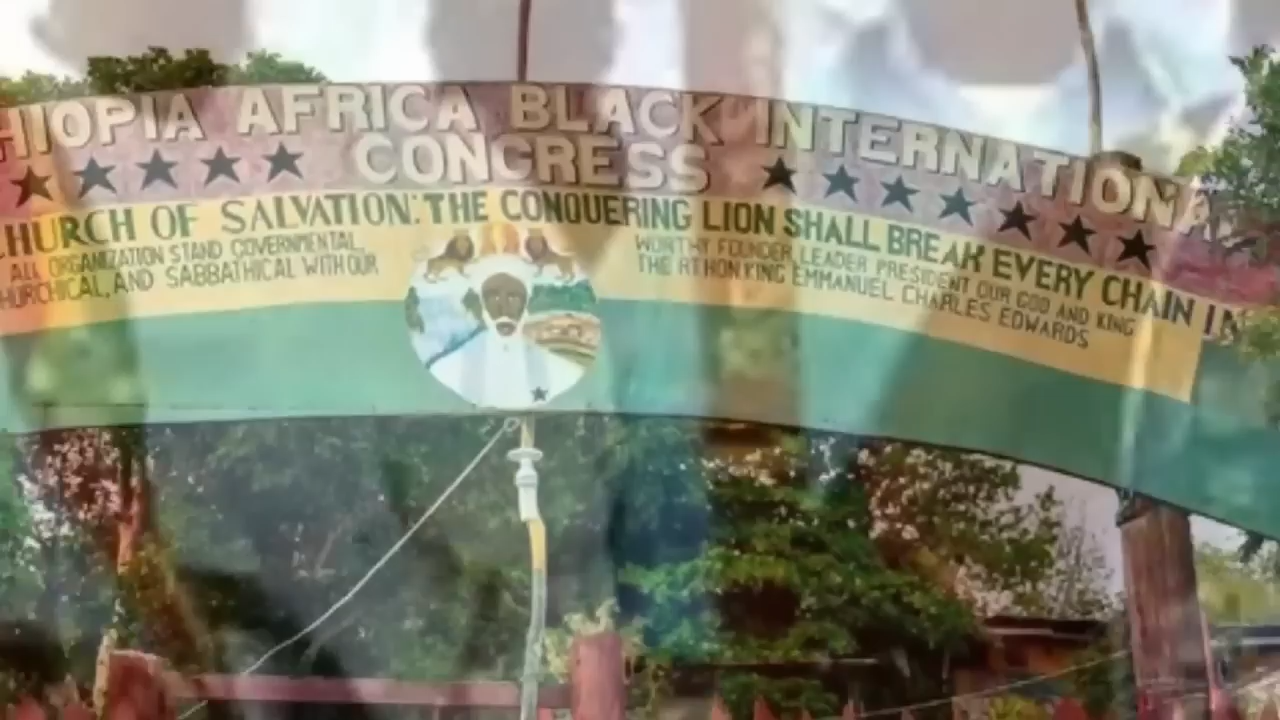 HIOPIA AFRICA BLACK INTERNATIONA
CONGRESS
CHURCH OF SALVATION: THE CONQUERING LION SHALL BREAK EVERY CHAIN IN
ALL ORGANIZATION STAND GOVERNMENTAL,
HURCHICAL, AND SABBATHICAL WITH OUR
WORTHY FOUNDER LEADER PRESIDENT OUR GOD AND KING
THE RT HON KING EMMANUEL CHARLES EDWARDS